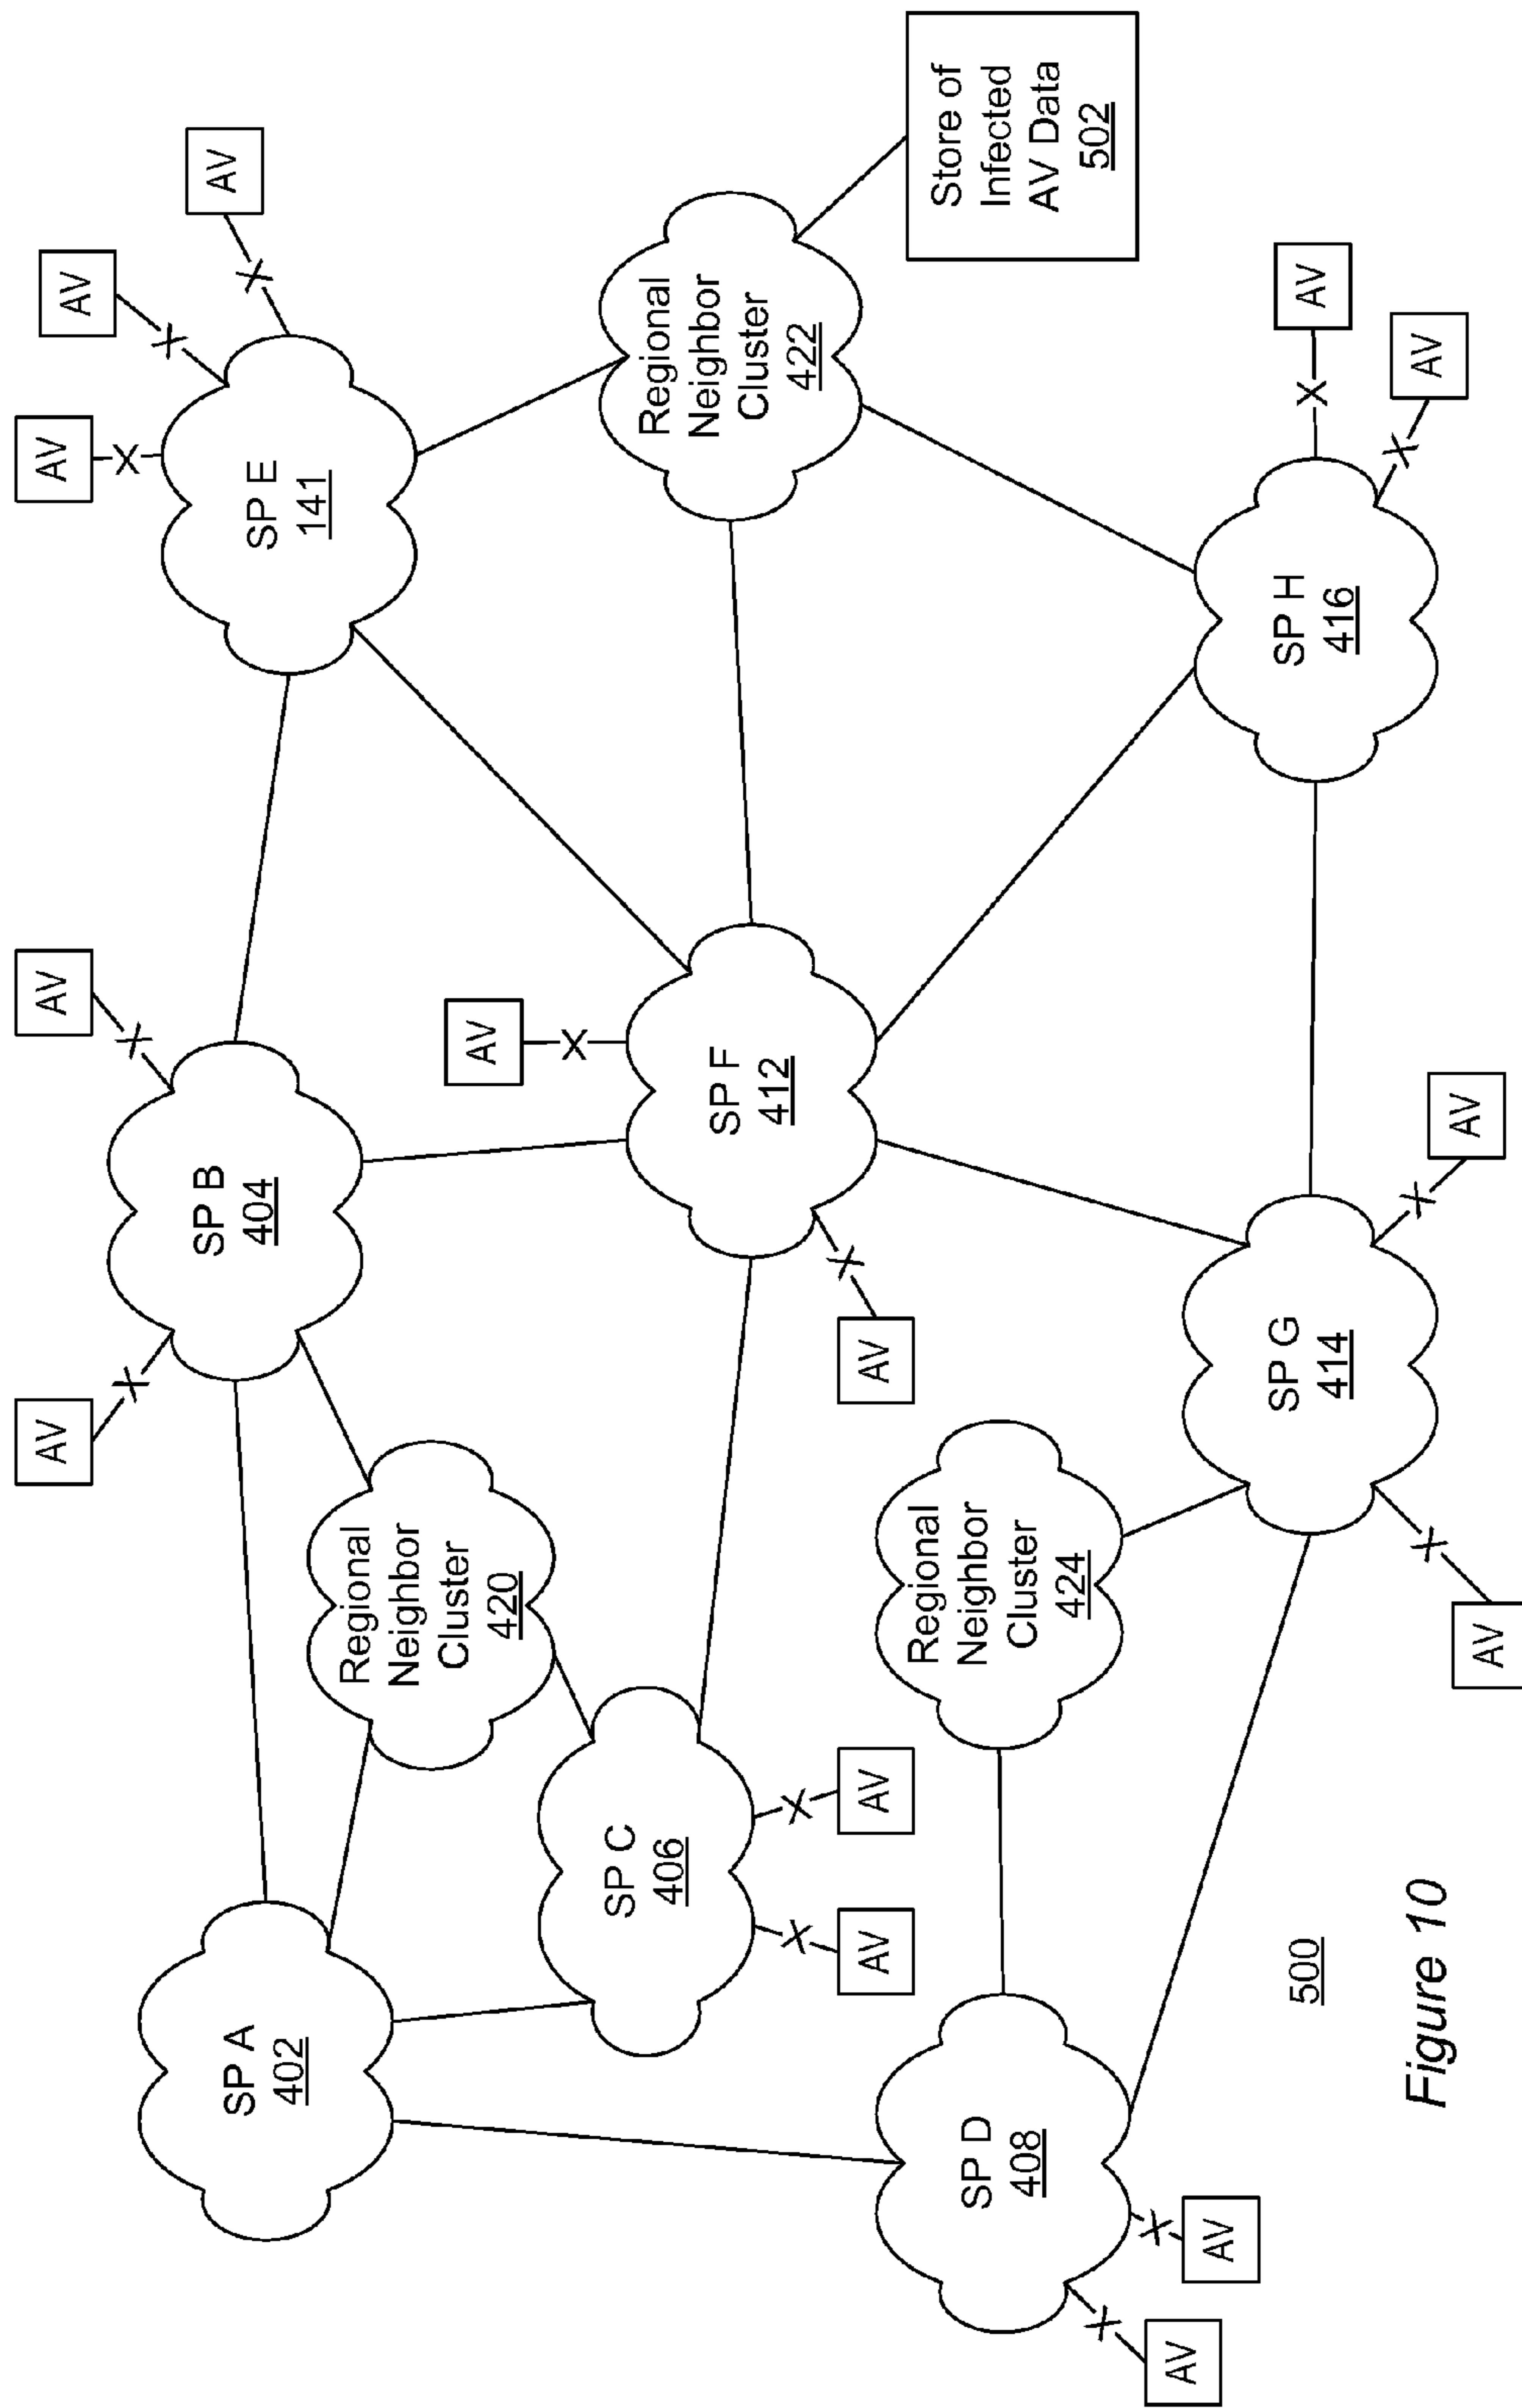 AV
AV
AV
AV
AV
AV
SP E
141
SP B
404
SP A
402
Regional
Neighbor
Cluster
420
AV
Regional
Neighbor
Cluster
422
SP F
412
SP C
406
Store of
Infected
AV Data
502
AV
AV
AV
Regional
Neighbor
Cluster
424
SP D
408
AV
AV
SP H
416
SP G
414
AV
AV
AV
AV
500
Figure 10